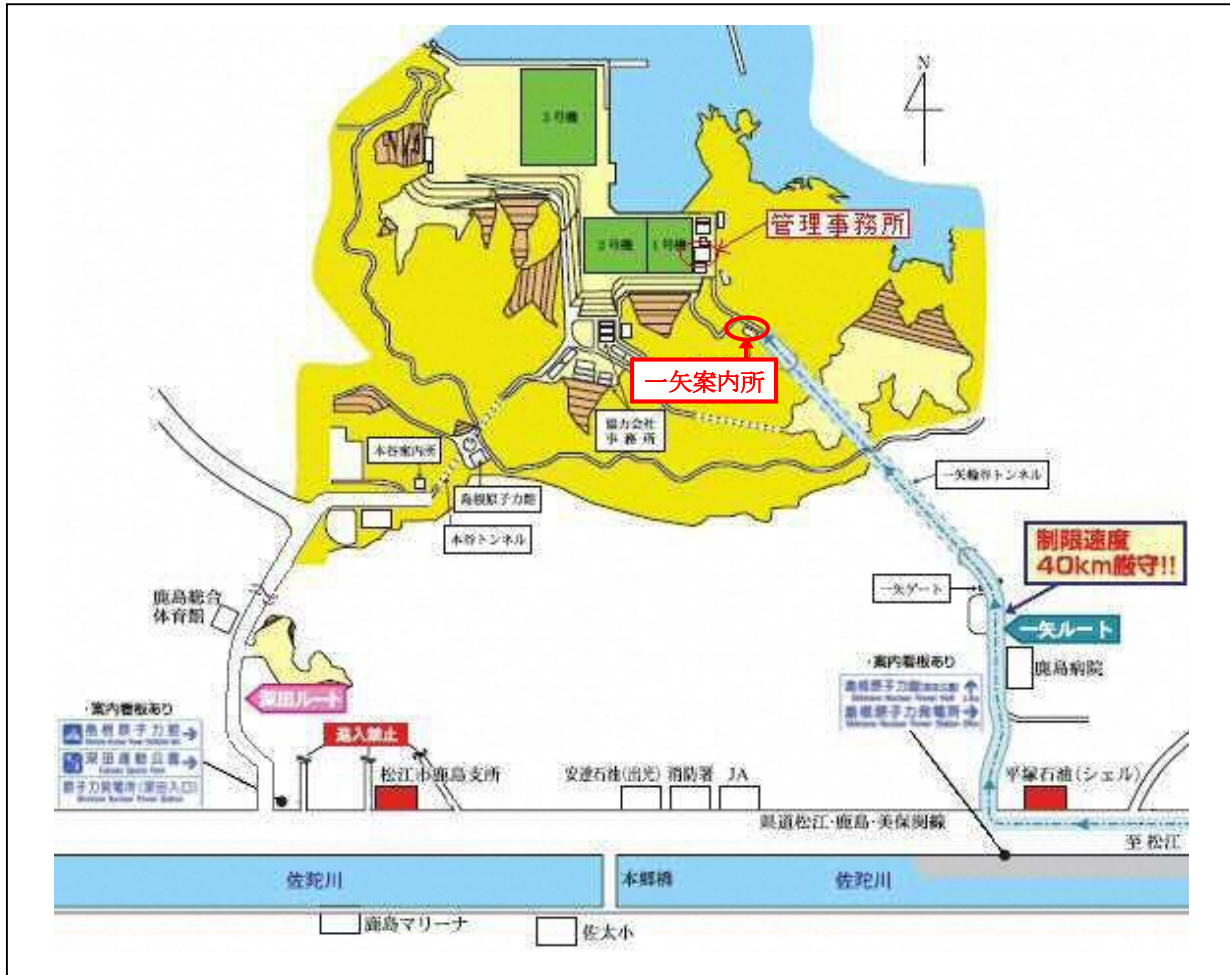 N
3号機
管理事務所
2号機
1号機
一矢案内所
協力会社
事務所
本谷案内所
島根原子力館
本谷トンネル
一矢輪谷トンネル
制限速度
40km厳守!!
一矢ゲート
一矢ルート
鹿島総合
体育館
鹿島病院
・案内看板あり
島根原子力館
島根原子力発電所
深田ルート
・案内看板あり
島根原子力館
深田運動公園
原子力発電所(深田入口)
進入禁止
松江市鹿島支所
安達石油(出光)
消防署
JA
平塚石油(シェル)
県道松江・鹿島・美保関線
至 松江
佐陀川
本郷橋
佐陀川
鹿島マリーナ
佐太小